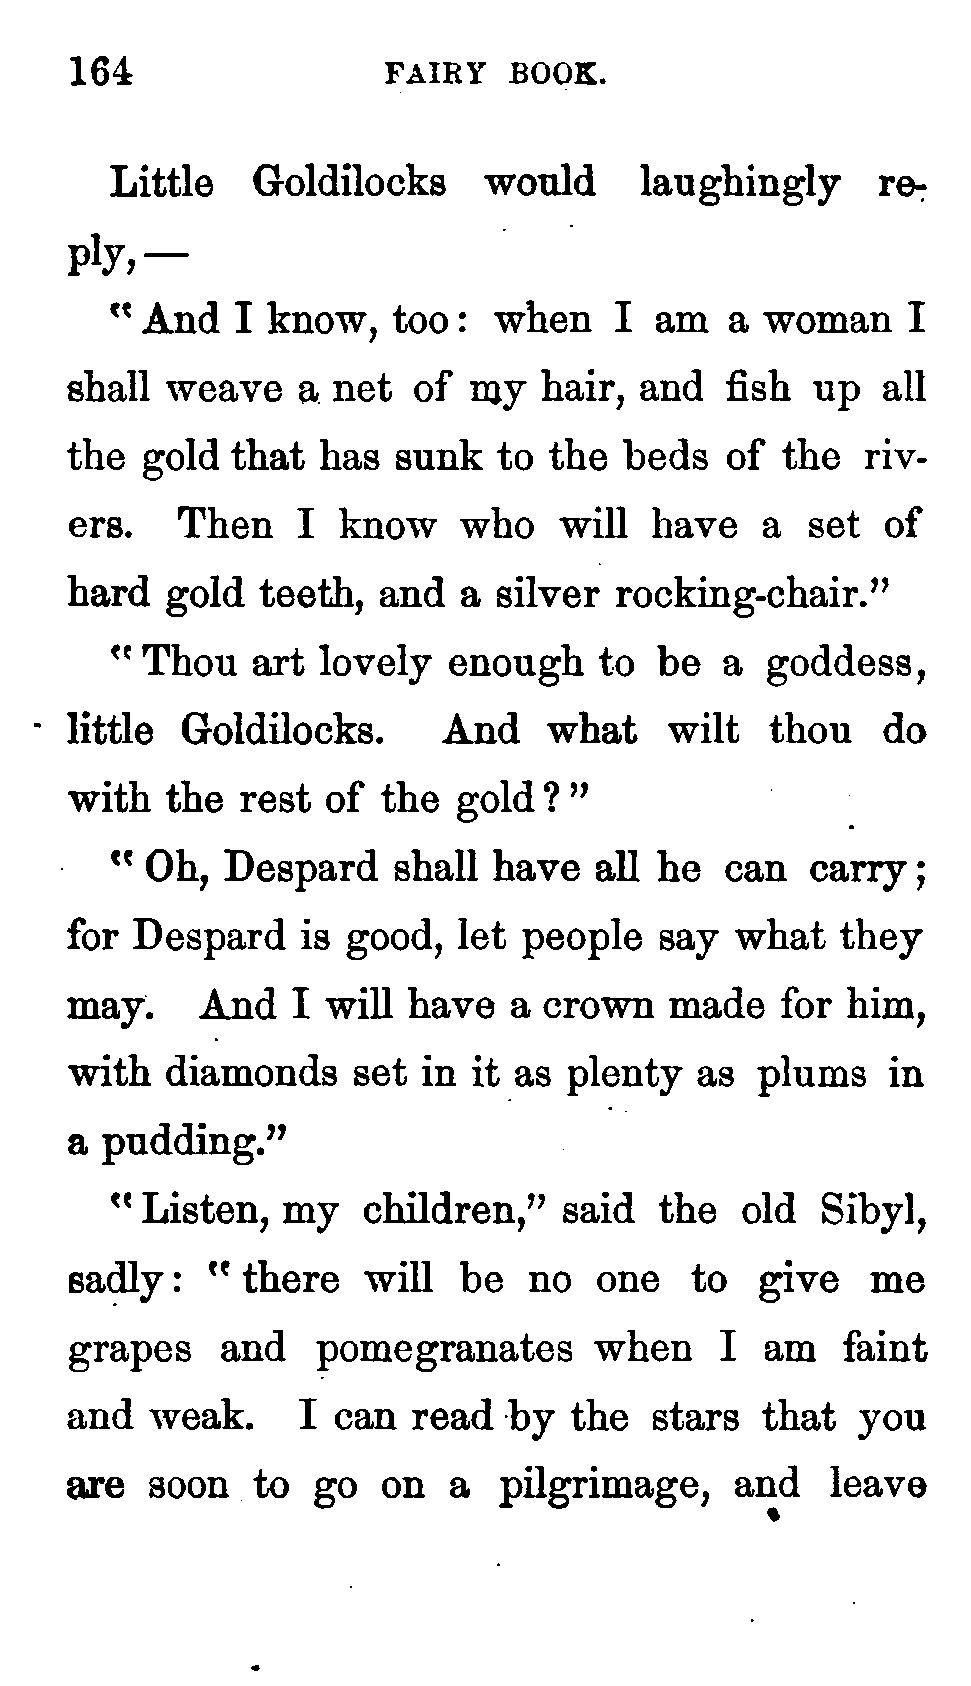 164 FAIRY BOOK.
Little Goldilocks would laughingly re-
ply,—
"And I know, too: when I am a woman I
shall weave a net of my hair, and fish up all
the gold that has sunk to the beds of the riv-
ers. Then I know who will have a set of
hard gold teeth, and a silver rocking-chair."
"Thou art lovely enough to be a goddess,
little Goldilocks. And what wilt thou do
with the rest of the gold?"
"Oh, Despard shall have all he can carry;
for Despard is good, let people say what they
may. And I will have a crown made for him,
with diamonds set in it as plenty as plums in
a pudding."
"Listen, my children," said the old Sibyl,
sadly: "there will be no one to give me
grapes and pomegranates when I am faint
and weak. I can read by the stars that you
are soon to go on a pilgrimage, and leave